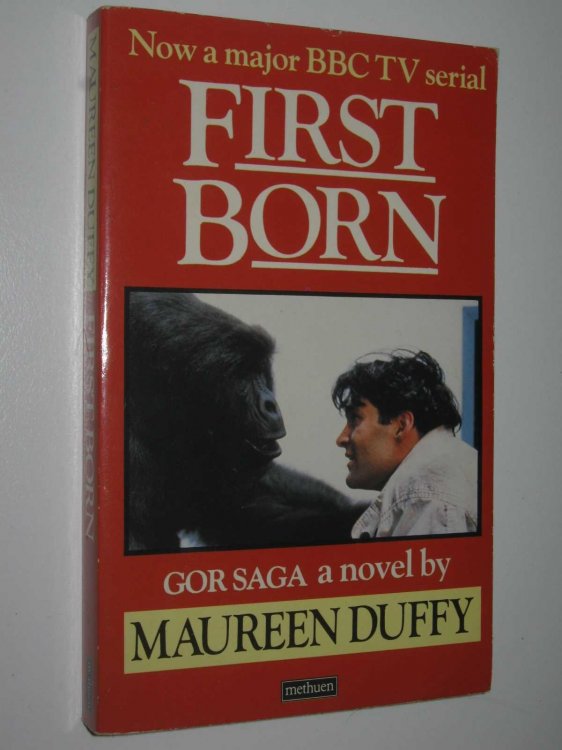 Now a major BBC TV serial
FIRST
BORN
GOR SAGA a novel by
MAUREEN DUFFY
methuen
MAUREEN DUFFY FIRST BORN